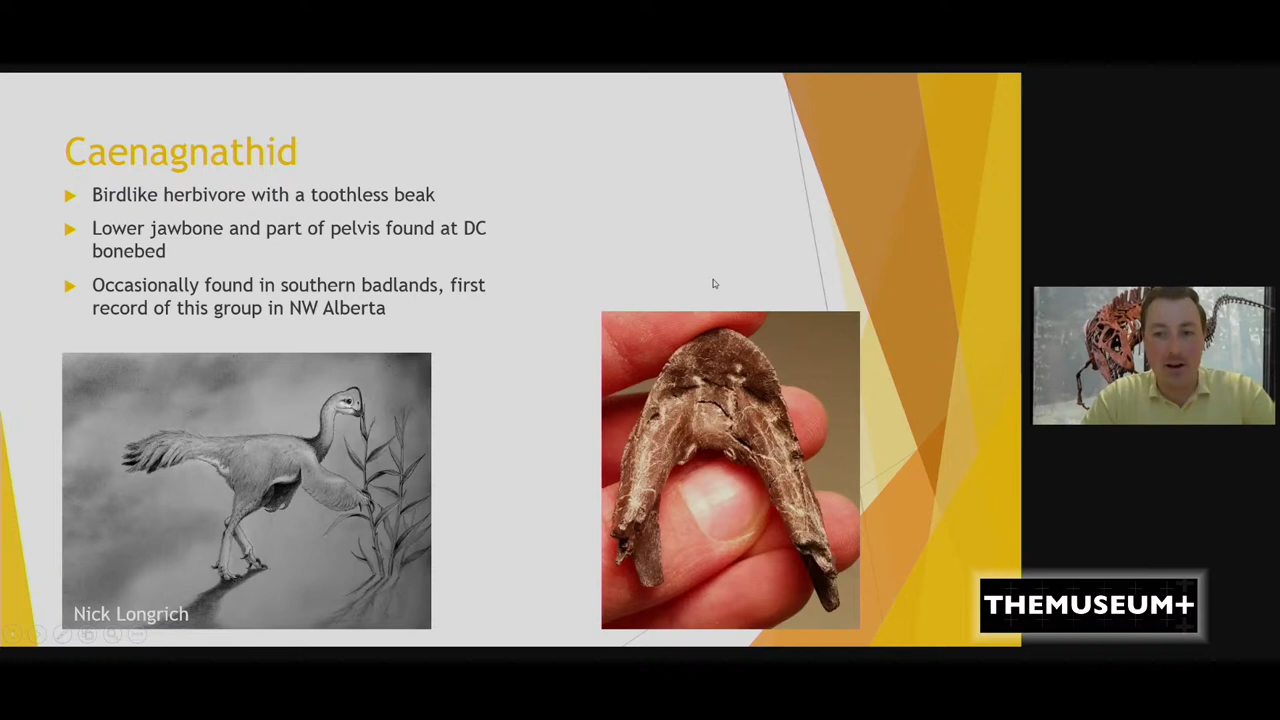 Caenagnathid
Birdlike herbivore with a toothless beak
Lower jawbone and part of pelvis found at DC
bonebed
Occasionally found in southern badlands, first
record of this group in NW Alberta
Nick Longrich
THEMUSEUM+